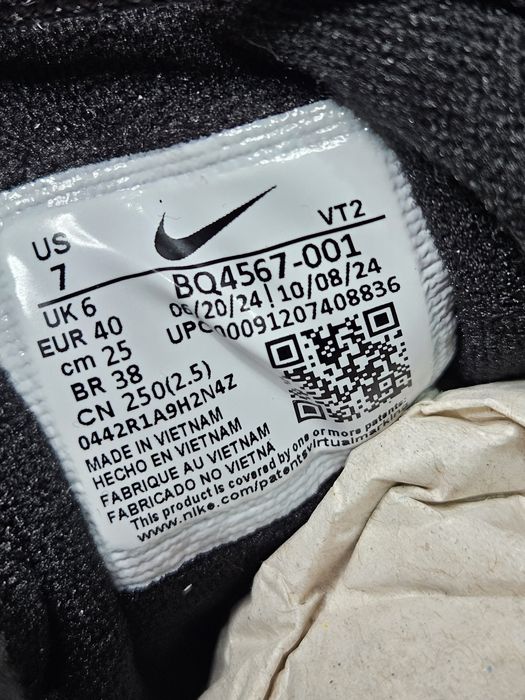 US
7
VT2
UK 6
EUR 40
cm 25
BR 38
CN 250(2.5)
BQ4567-001
06/20/24 | 10/08/24
UPC 00091207408836
0442R1A9H2N4Z
MADE IN VIETNAM
HECHO EN VIETNAM
FABRIQUE AU VIETNAM
FABRICADO NO VIETNA
This product is covered by one or more patents
www.nike.com/patentsvirtualmarking